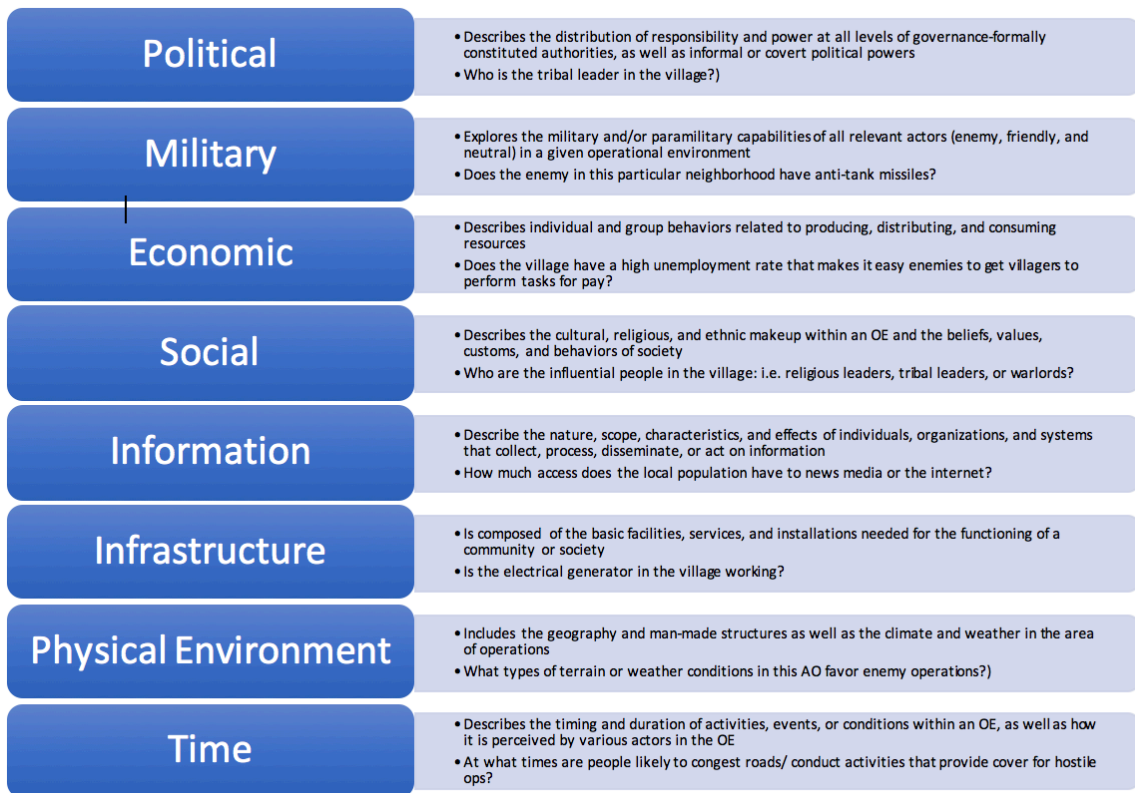 Political
• Describes the distribution of responsibility and power at all levels of governance-formally
constituted authorities, as well as informal or covert political powers
• Who is the tribal leader in the village?)
Military
• Explores the military and/or paramilitary capabilities of all relevant actors (enemy, friendly, and
neutral) in a given operational environment
• Does the enemy in this particular neighborhood have anti-tank missiles?
Economic
• Describes individual and group behaviors related to producing, distributing, and consuming
resources
• Does the village have a high unemployment rate that makes it easy enemies to get villagers to
perform tasks for pay?
Social
• Describes the cultural, religious, and ethnic makeup within an OE and the beliefs, values,
customs, and behaviors of society
• Who are the influential people in the village: i.e. religious leaders, tribal leaders, or warlords?
Information
• Describe the nature, scope, characteristics, and effects of individuals, organizations, and systems
that collect, process, disseminate, or act on information
• How much access does the local population have to news media or the internet?
Infrastructure
• Is composed of the basic facilities, services, and installations needed for the functioning of a
community or society
• Is the electrical generator in the village working?
Physical Environment
• Includes the geography and man-made structures as well as the climate and weather in the area
of operations
• What types of terrain or weather conditions in this AO favor enemy operations?)
Time
• Describes the timing and duration of activities, events, or conditions within an OE, as well as how
it is perceived by various actors in the OE
• At what times are people likely to congest roads/ conduct activities that provide cover for hostile
ops?